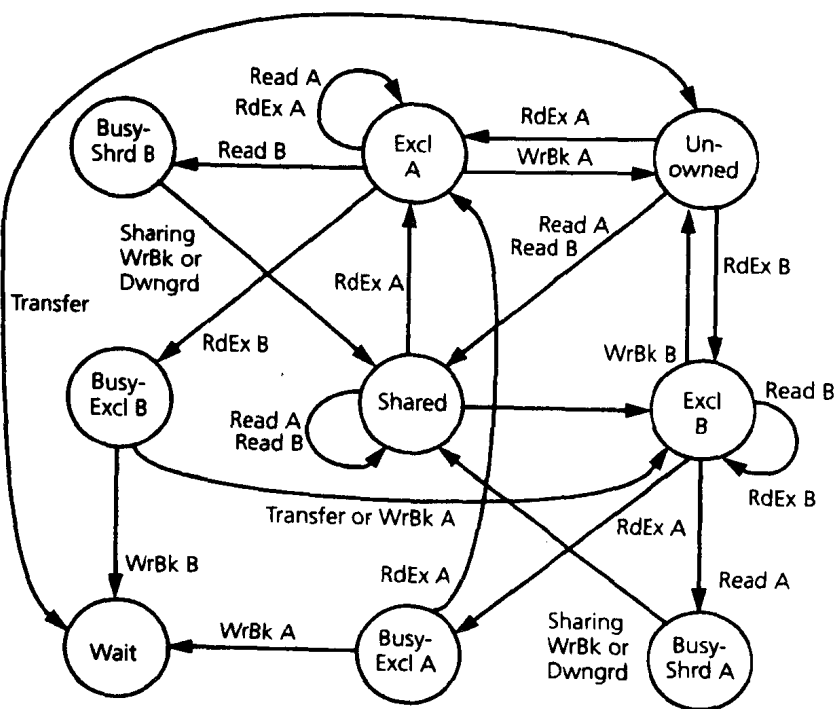 Read A
RdEx A
Busy-
Shrd B
Read B
Excl
A
RdEx A
WrBk A
Un-
owned
Sharing
WrBk or
Dwngrd
Read A
Read B
RdEx A
RdEx B
Transfer
RdEx B
WrBk B
Busy-
Excl B
Shared
Read A
Read B
Excl
B
Read B
RdEx B
Transfer or WrBk A
RdEx A
WrBk B
RdEx A
Read A
Wait
WrBk A
Busy-
Excl A
Sharing
WrBk or
Dwngrd
Busy-
Shrd A